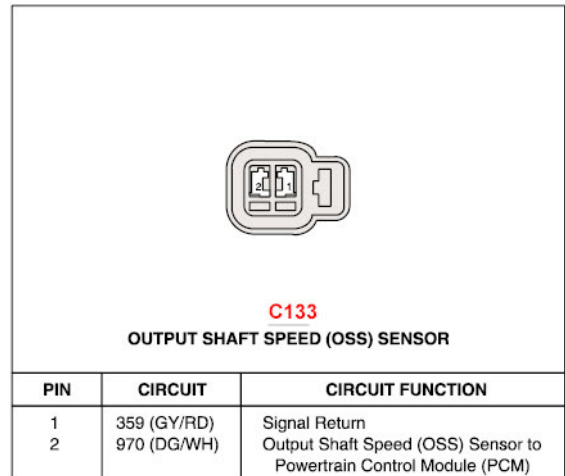 2 1
C133
OUTPUT SHAFT SPEED (OSS) SENSOR
PIN CIRCUIT CIRCUIT FUNCTION
1 359 (GY/RD) Signal Return
2 970 (DG/WH) Output Shaft Speed (OSS) Sensor to
Powertrain Control Module (PCM)